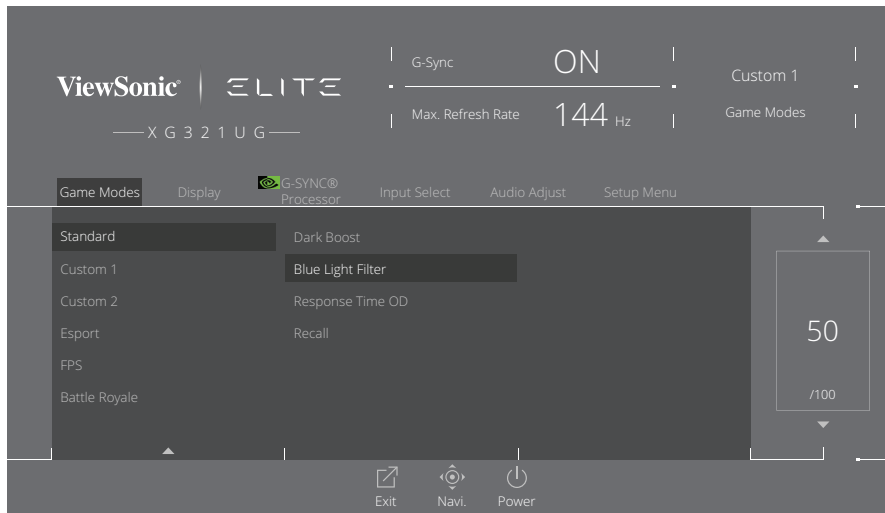 ViewSonic® ELITE
XG321UG
G-Sync ON
Max. Refresh Rate 144 Hz
Custom 1
Game Modes
Game Modes
Display
G-SYNC®
Processor
Input Select
Audio Adjust
Setup Menu
Standard
Custom 1
Custom 2
Esport
FPS
Battle Royale
Dark Boost
Blue Light Filter
Response Time OD
Recall
50
/100
Exit
Navi.
Power